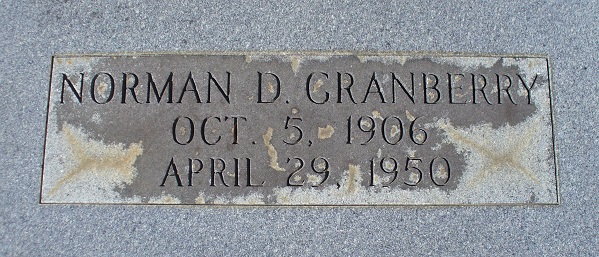 NORMAN D. GRANBERRY
OCT. 5, 1906
APRIL 29, 1950